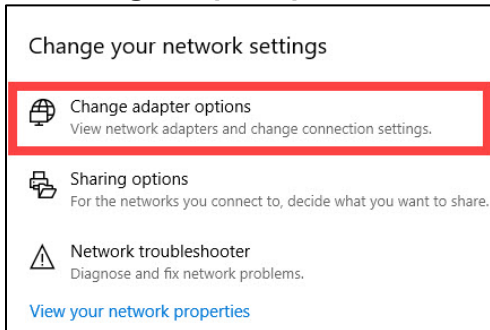 Change your network settings
Change adapter options
View network adapters and change connection settings.
Sharing options
For the networks you connect to, decide what you want to share.
Network troubleshooter
Diagnose and fix network problems.
View your network properties